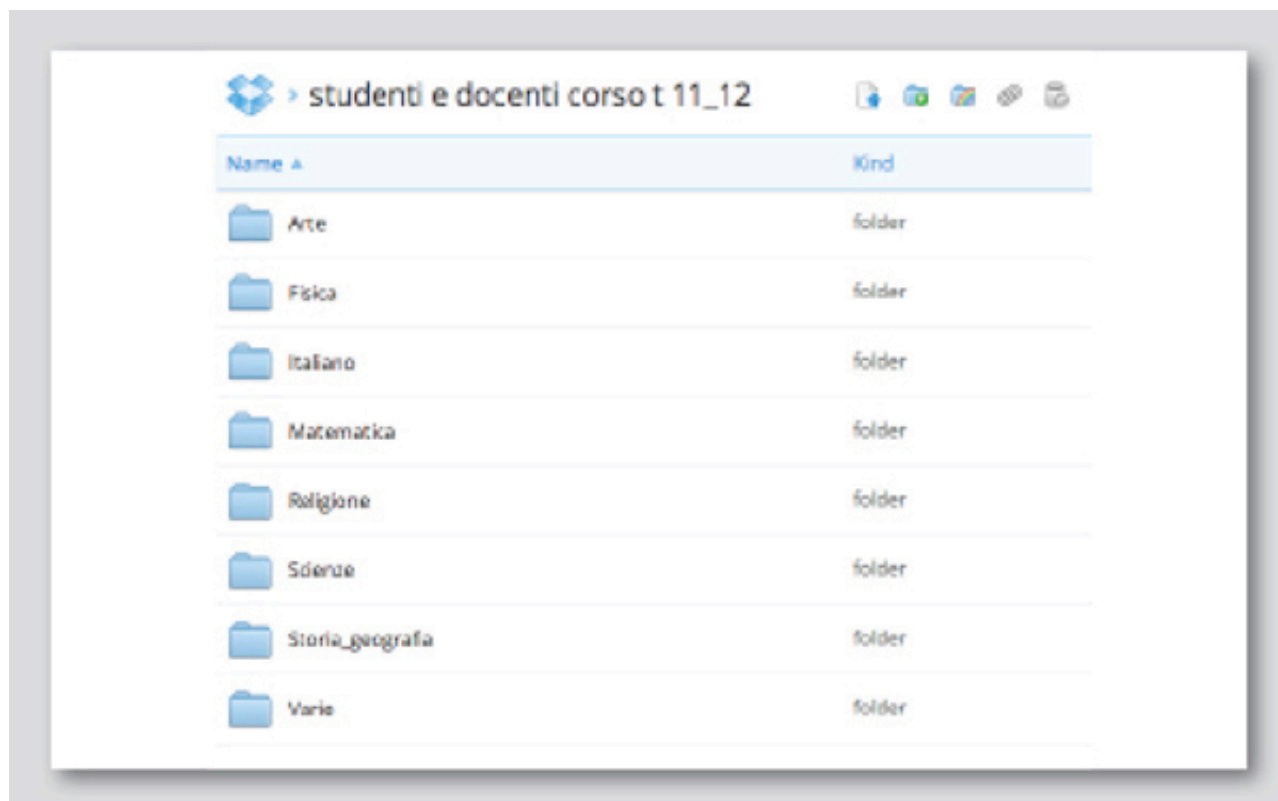 studenti e docenti corso t 11_12
Name Kind
Arte folder
Fisica folder
Italiano folder
Matematica folder
Religione folder
Scienze folder
Storia_geografia folder
Varie folder